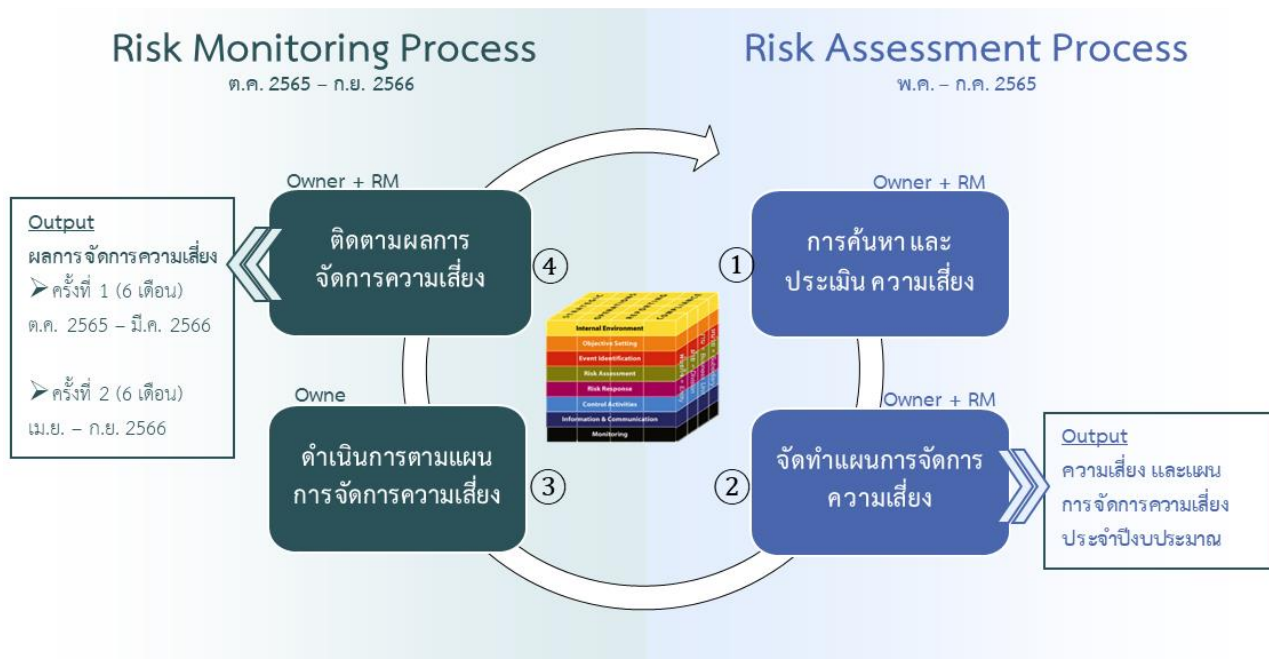 Risk Monitoring Process
ต.ค. 2565 – ก.ย. 2566
Risk Assessment Process
พ.ค. – ก.ค. 2565
Owner + RM
ติดตามผลการ
จัดการความเสี่ยง
④
Output
ผลการจัดการความเสี่ยง
➤ครั้งที่ 1 (6 เดือน)
ต.ค. 2565 – มี.ค. 2566
➤ครั้งที่ 2 (6 เดือน)
เม.ย. – ก.ย. 2566
Owner + RM
①
การค้นหา และ
ประเมิน ความเสี่ยง
STRATEGIC
OPERATIONS
REPORTING
COMPLIANCE
Internal Environment
Objective Setting
Event Identification
Risk Assessment
Risk Response
Control Activities
Information & Communication
Monitoring
Owne
ดำเนินการตามแผน
การจัดการความเสี่ยง
③
Owner + RM
②
จัดทำแผนการจัดการ
ความเสี่ยง
Output
ความเสี่ยง และแผน
การจัดการความเสี่ยง
ประจำปีงบประมาณ